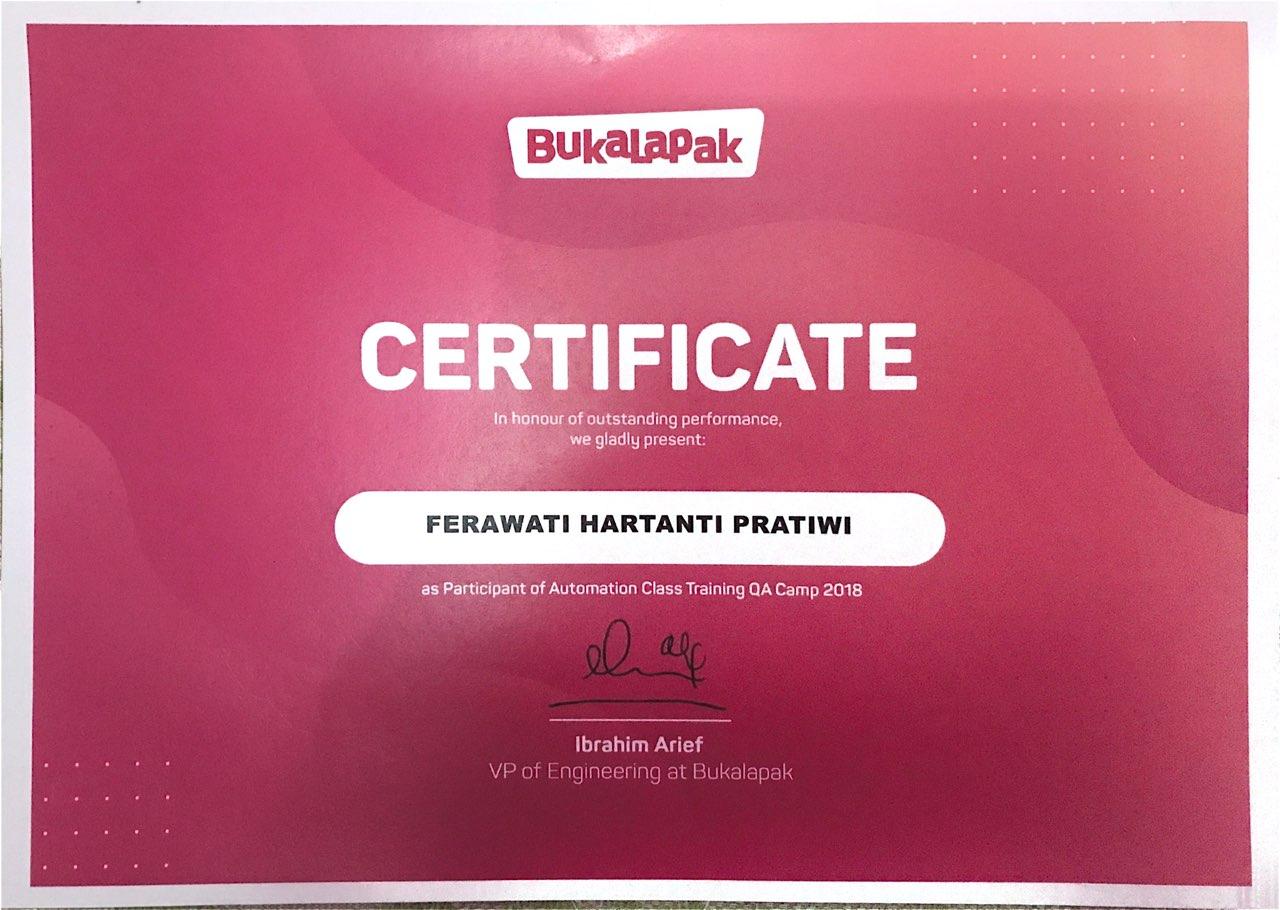 Bukalapak
CERTIFICATE
In honour of outstanding performance,
we gladly present:
FERAWATI HARTANTI PRATIWI
as Participant of Automation Class Training QA Camp 2018
Ibrahim Arief
VP of Engineering at Bukalapak